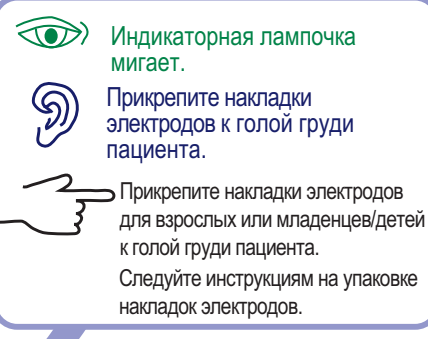 Индикаторная лампочка
мигает.
Прикрепите накладки
электродов к голой груди
пациента.
Прикрепите накладки электродов
для взрослых или младенцев/детей
к голой груди пациента.
Следуйте инструкциям на упаковке
накладок электродов.